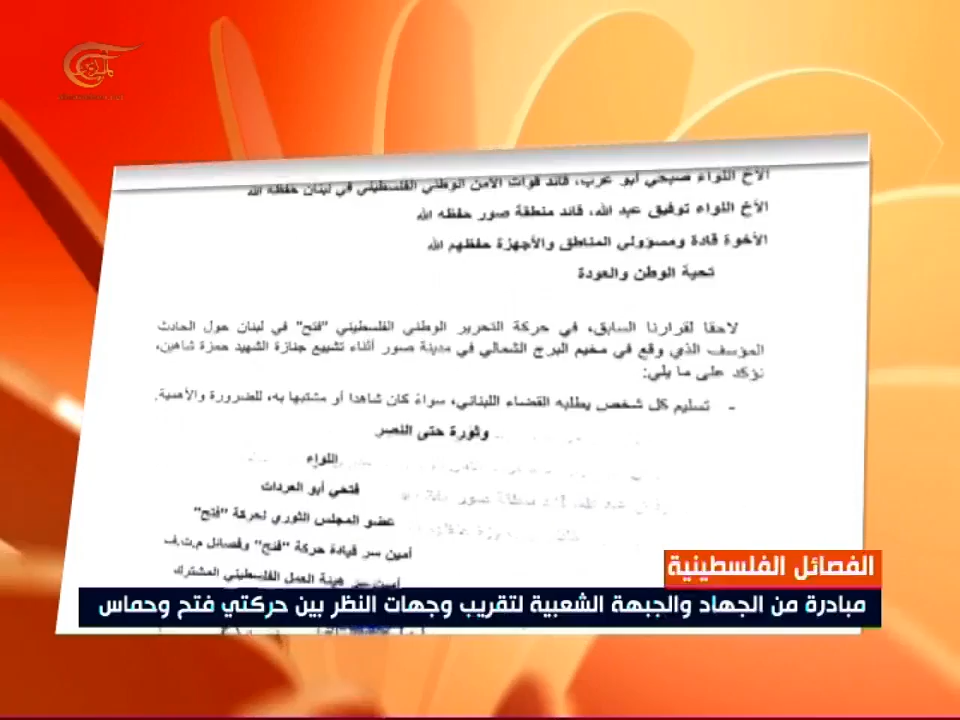 الميادين
الأخ اللواء صبحي أبو عرب، قائد قوات الأمن الوطني الفلسطيني في لبنان حفظه الله
الأخ اللواء توفيق عبد الله، قائد منطقة صور حفظه الله
الأخوة قادة ومسؤولي المناطق والأجهزة حفظهم الله
تحية الوطن والعودة
لاحقا لقرارنا السابق، في حركة التحرير الوطني الفلسطيني "فتح" في لبنان حول الحادث
المؤسف الذي وقع في مخيم البرج الشمالي في مدينة صور أثناء تشييع جنازة الشهيد حمزة شاهين،
نؤكد على ما يلي:
- تسليم كل شخص يطلبه القضاء اللبناني، سواءً كان شاهدا أو مشتبها به، للضرورة والأهمية.
وثورة حتى النصر
اللواء
فتحي أبو العردات
عضو المجلس الثوري لحركة "فتح"
أمين سر قيادة حركة "فتح" وفصائل م.ت.ف
أمين سر هيئة العمل الفلسطيني المشترك
الفصائل الفلسطينية
مبادرة من الجهاد والجبهة الشعبية لتقريب وجهات النظر بين حركتي فتح وحماس